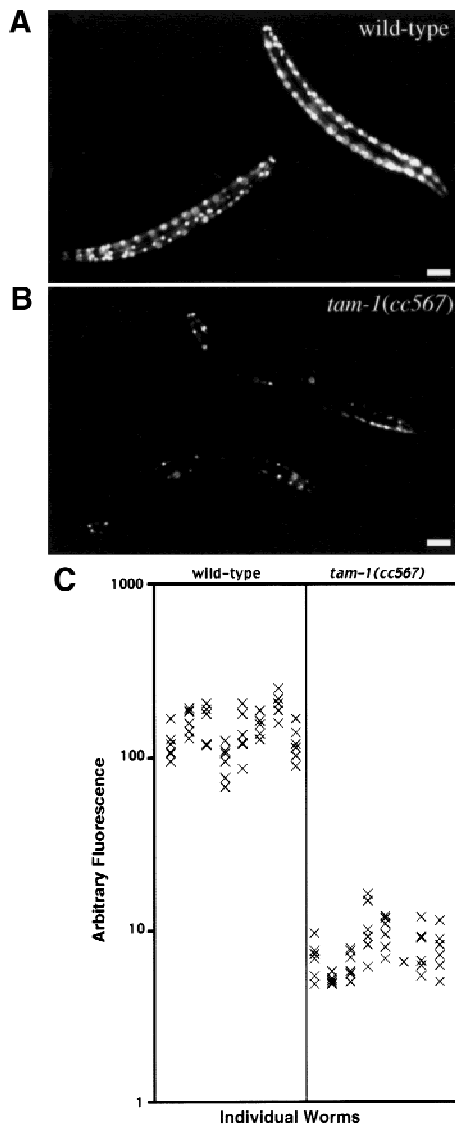 A
wild-type
B
tam-1(cc567)
C
wild-type
tam-1(cc567)
1000
100
10
1
Arbitrary Fluorescence
Individual Worms